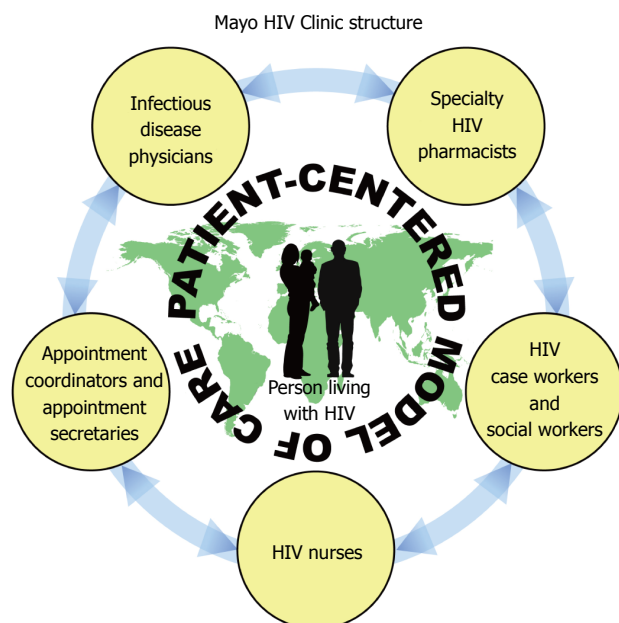 Mayo HIV Clinic structure
Infectious
disease
physicians
Specialty
HIV
pharmacists
PATIENT-CENTERED MODEL OF CARE
Person living
with HIV
Appointment
coordinators and
appointment
secretaries
HIV
case workers
and
social workers
HIV nurses